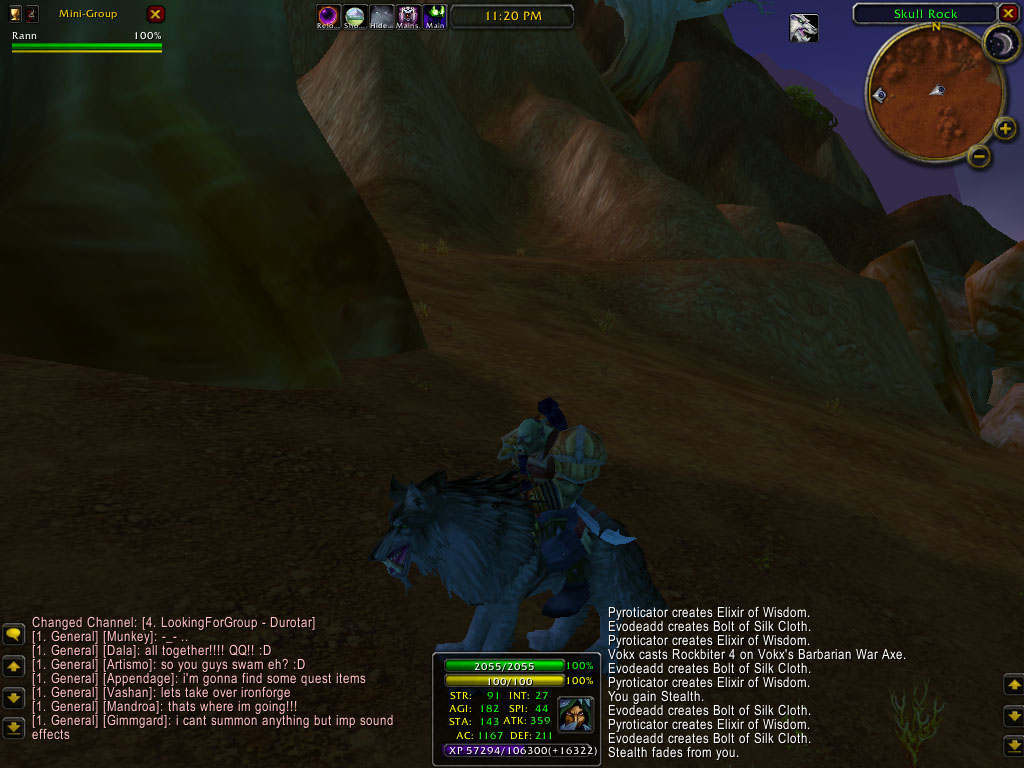 Mini-Group
Rann 100%
Relo... Sho... Hide... Mains. Main
11:20 PM
Skull Rock
N
Changed Channel: [4. LookingForGroup - Durotar]
[1. General] [Munkey]: -_- ..
[1. General] [Dala]: all together!!!! QQ!! :D
[1. General] [Artismo]: so you guys swam eh? :D
[1. General] [Appendage]: i'm gonna find some quest items
[1. General] [Vashan]: lets take over ironforge
[1. General] [Mandroa]: thats where im going!!!
[1. General] [Gimmgard]: i cant summon anything but imp sound
effects
2055/2055 100%
100/100 100%
STR: 91 INT: 27
AGI: 182 SPI: 44
STA: 143 ATK: 359
AC: 1167 DEF: 211
XP 57294/106300(+16322)
Pyroticator creates Elixir of Wisdom.
Evodeadd creates Bolt of Silk Cloth.
Pyroticator creates Elixir of Wisdom.
Vokx casts Rockbiter 4 on Vokx's Barbarian War Axe.
Evodeadd creates Bolt of Silk Cloth.
Pyroticator creates Elixir of Wisdom.
You gain Stealth.
Evodeadd creates Bolt of Silk Cloth.
Pyroticator creates Elixir of Wisdom.
Evodeadd creates Bolt of Silk Cloth.
Stealth fades from you.